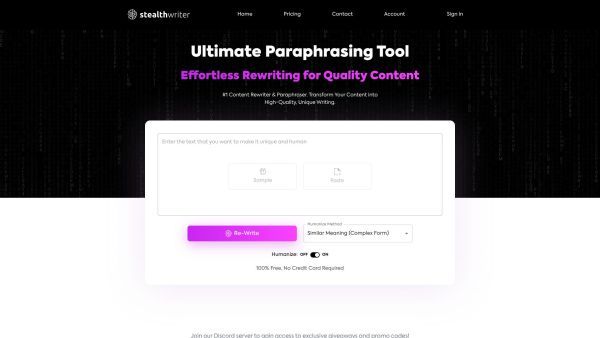 stealthwriter Home Pricing Contact Account Sign in
Ultimate Paraphrasing Tool
Effortless Rewriting for Quality Content
#1 Content Rewriter & Paraphraser. Transform Your Content into
High-Quality, Unique Writing.
Enter the text that you want to make it unique and human
Sample Paste
Humanize Method
Re-Write Similar Meaning (Complex Form)
Humanize: OFF ON
100% Free. No Credit Card Required
Join our Discord server to gain access to exclusive giveaways and promo codes!